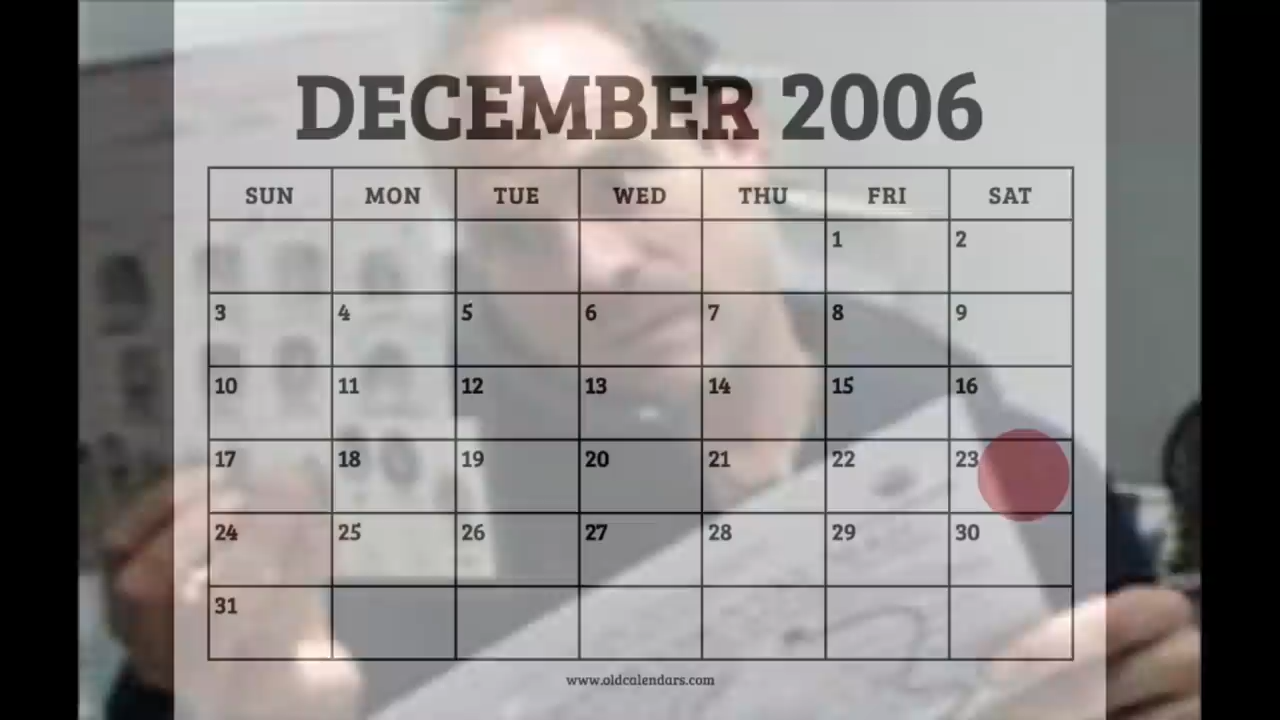 DECEMBER 2006
SUN MON TUE WED THU FRI SAT
1 2
3 4 5 6 7 8 9
10 11 12 13 14 15 16
17 18 19 20 21 22 23
24 25 26 27 28 29 30
31
www.oldcalendars.com